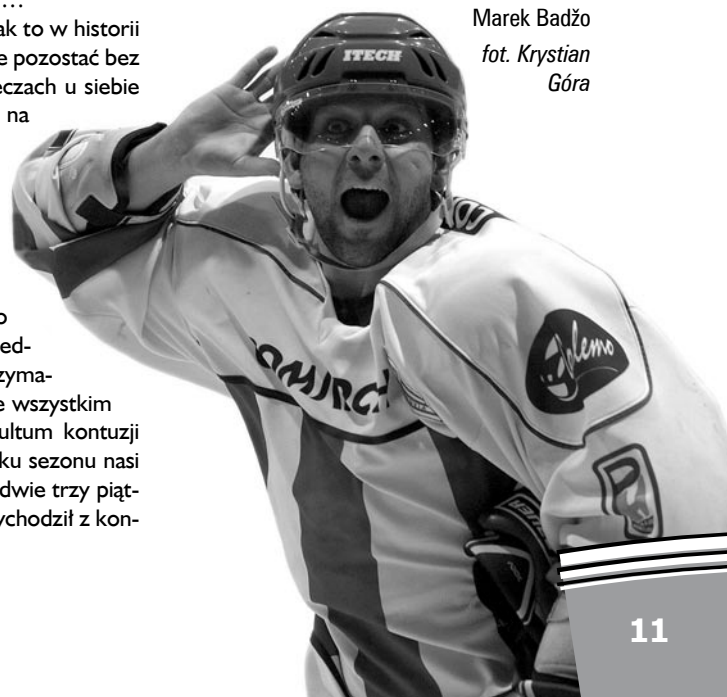 …
ak to w historii
e pozostać bez
eczach u siebie
na
o
ed-
zyma-
e wszystkim
ultum kontuzji
ku sezonu nasi
dwie trzy piąt-
ychodził z kon-
Marek Badžo
fot. Krystian
Góra
ITECH
11